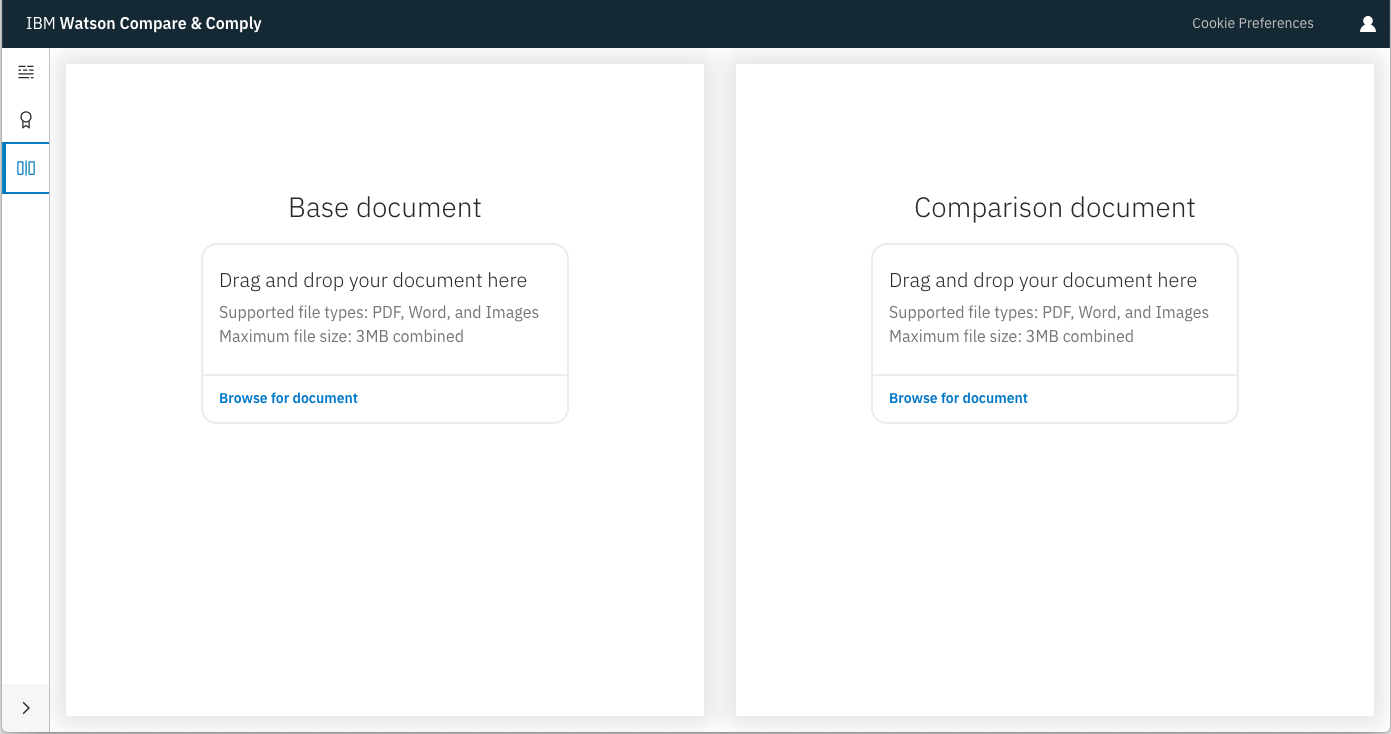 IBM Watson Compare & Comply
Cookie Preferences
Base document
Drag and drop your document here
Supported file types: PDF, Word, and Images
Maximum file size: 3MB combined
Browse for document
Comparison document
Drag and drop your document here
Supported file types: PDF, Word, and Images
Maximum file size: 3MB combined
Browse for document